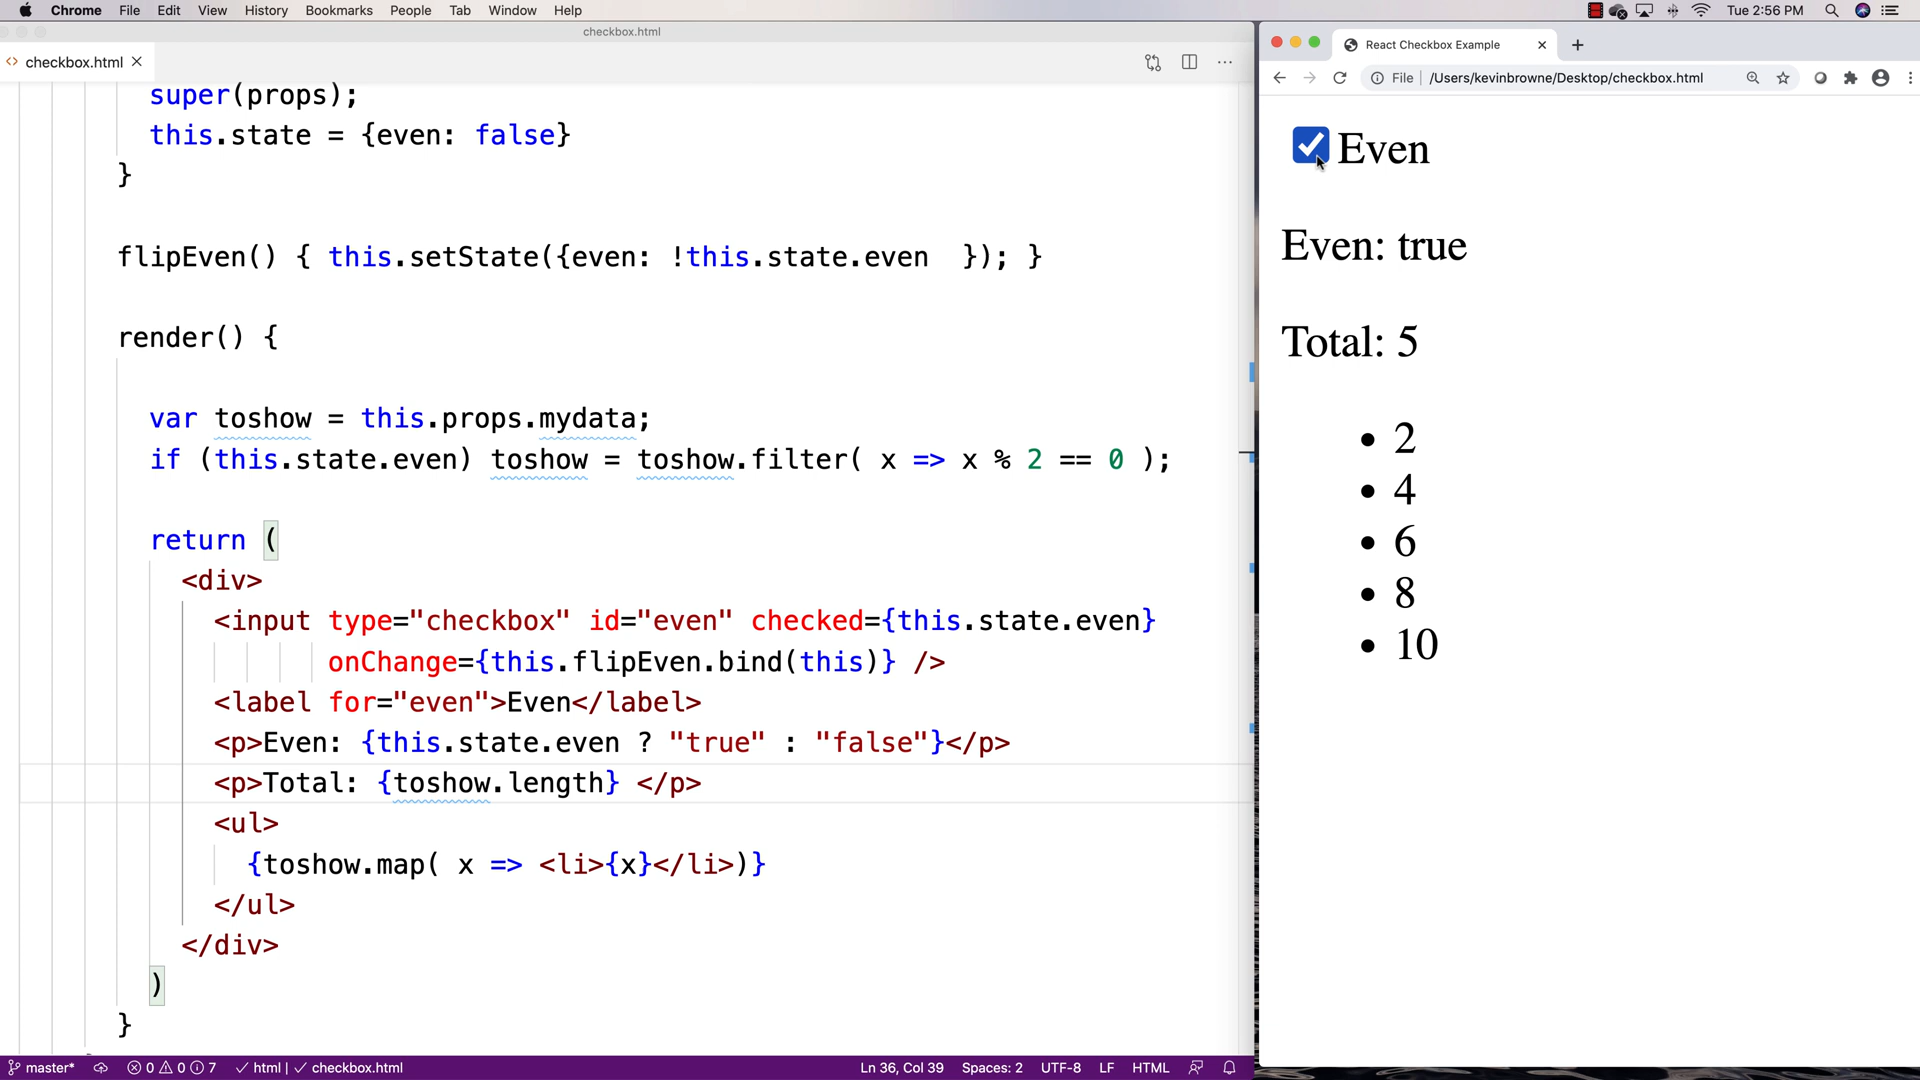 Chrome File Edit View History Bookmarks People Tab Window Help Tue 2:56 PM
checkbox.html
checkbox.html
super(props);
this.state = {even: false}
}
flipEven() { this.setState({even: !this.state.even  }); }
render() {
var toshow = this.props.mydata;
if (this.state.even) toshow = toshow.filter( x => x % 2 == 0 );
return (
<div>
<input type="checkbox" id="even" checked={this.state.even}
onChange={this.flipEven.bind(this)} />
<label for="even">Even</label>
<p>Even: {this.state.even ? "true" : "false"}</p>
<p>Total: {toshow.length} </p>
<ul>
{toshow.map( x => <li>{x}</li>)}
</ul>
</div>
)
}
master* 0 0 7 html | checkbox.html Ln 36, Col 39 Spaces: 2 UTF-8 LF HTML
React Checkbox Example
File | /Users/kevinbrowne/Desktop/checkbox.html
Even
Even: true
Total: 5
• 2
• 4
• 6
• 8
• 10